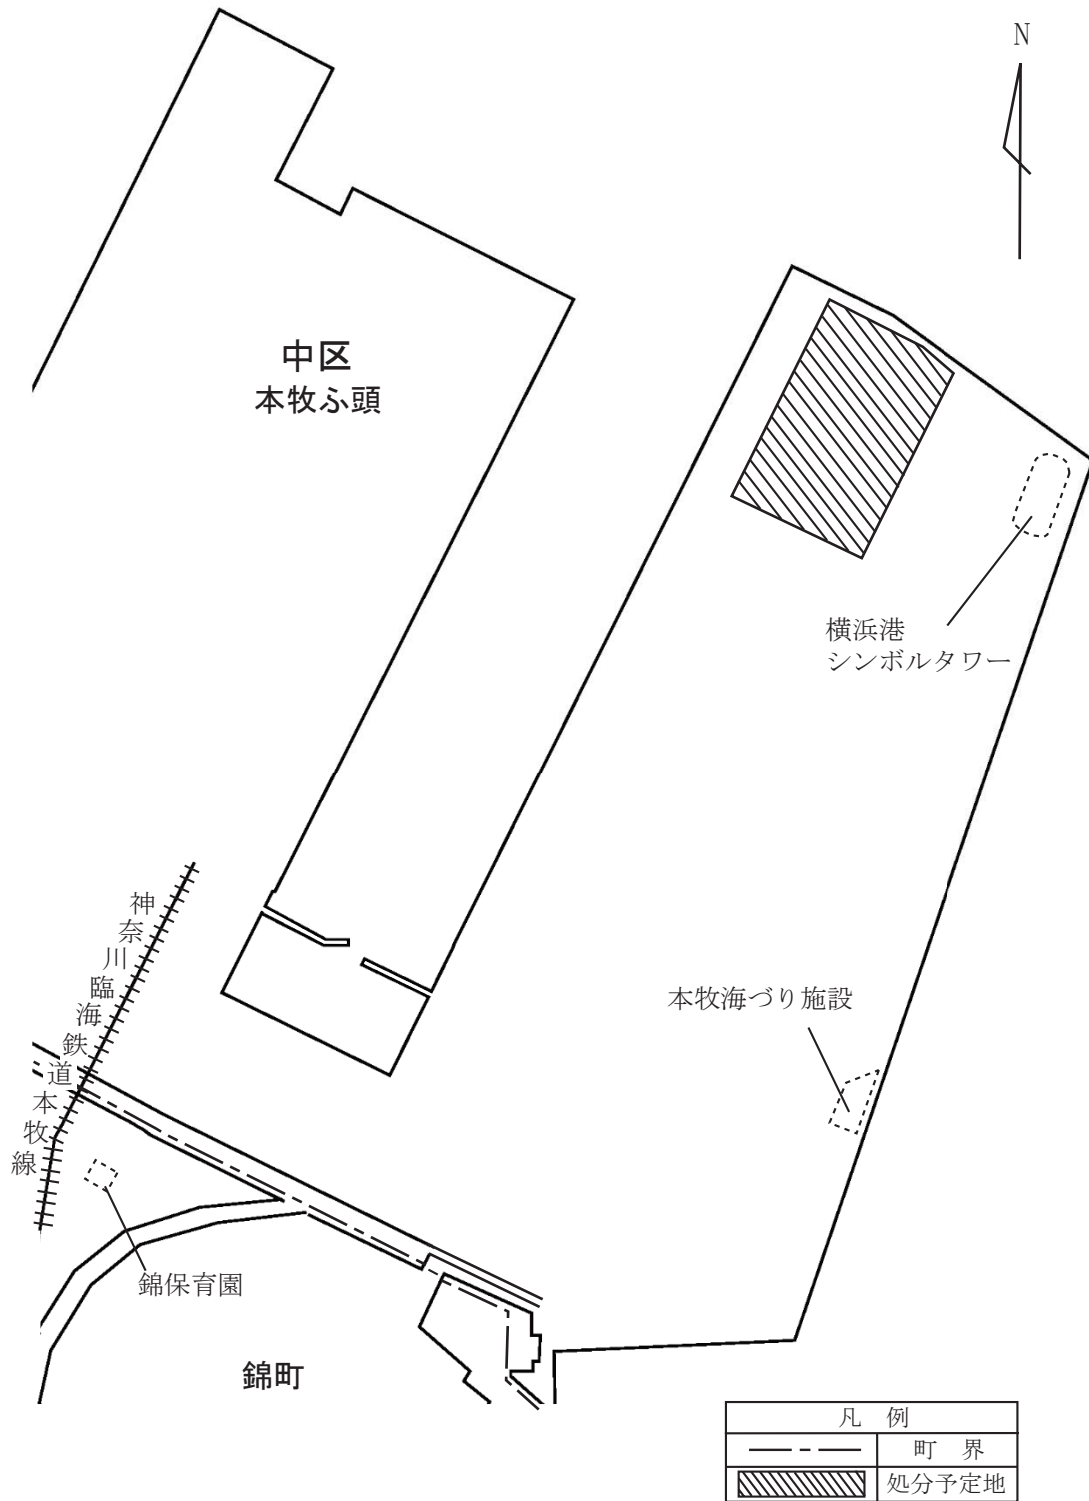 N
中区
本牧ふ頭
横浜港
シンボルタワー
神奈川臨海鉄道本牧線
本牧海づり施設
錦保育園
錦町
凡 例
町 界
処分予定地